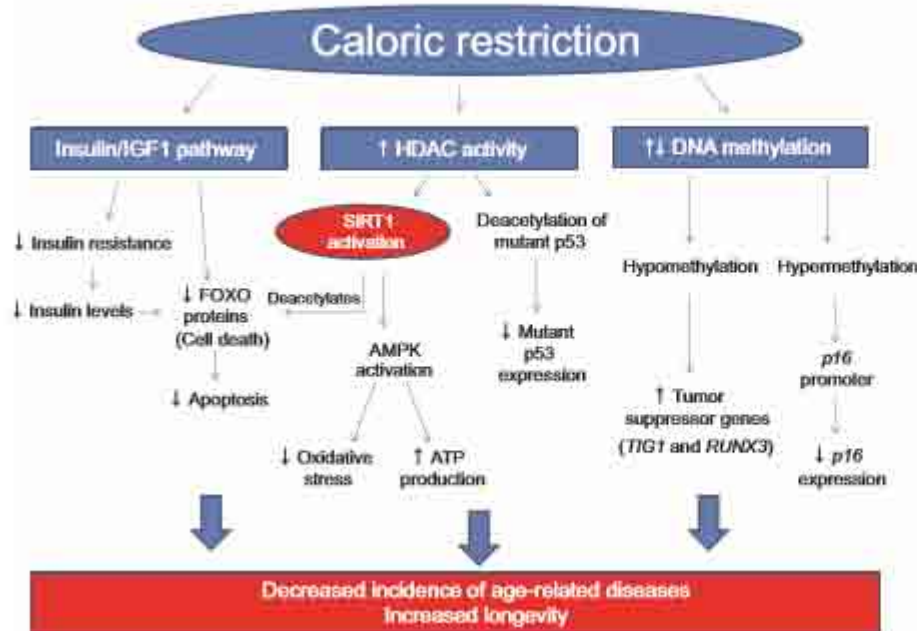 Caloric restriction
Insulin/IGF1 pathway
↑ HDAC activity
↑↓ DNA methylation
↓ Insulin resistance
↓ Insulin levels
↓ FOXO
proteins
(Cell death)
↓ Apoptosis
SIRT1
activation
Deacetylates
AMPK
activation
↓ Oxidative
stress
↑ ATP
production
Deacetylation of
mutant p53
↓ Mutant
p53
expression
Hypomethylation
↑ Tumor
suppressor genes
(TIG1 and RUNX3)
Hypermethylation
p16
promoter
↓ p16
expression
Decreased incidence of age-related diseases
Increased longevity